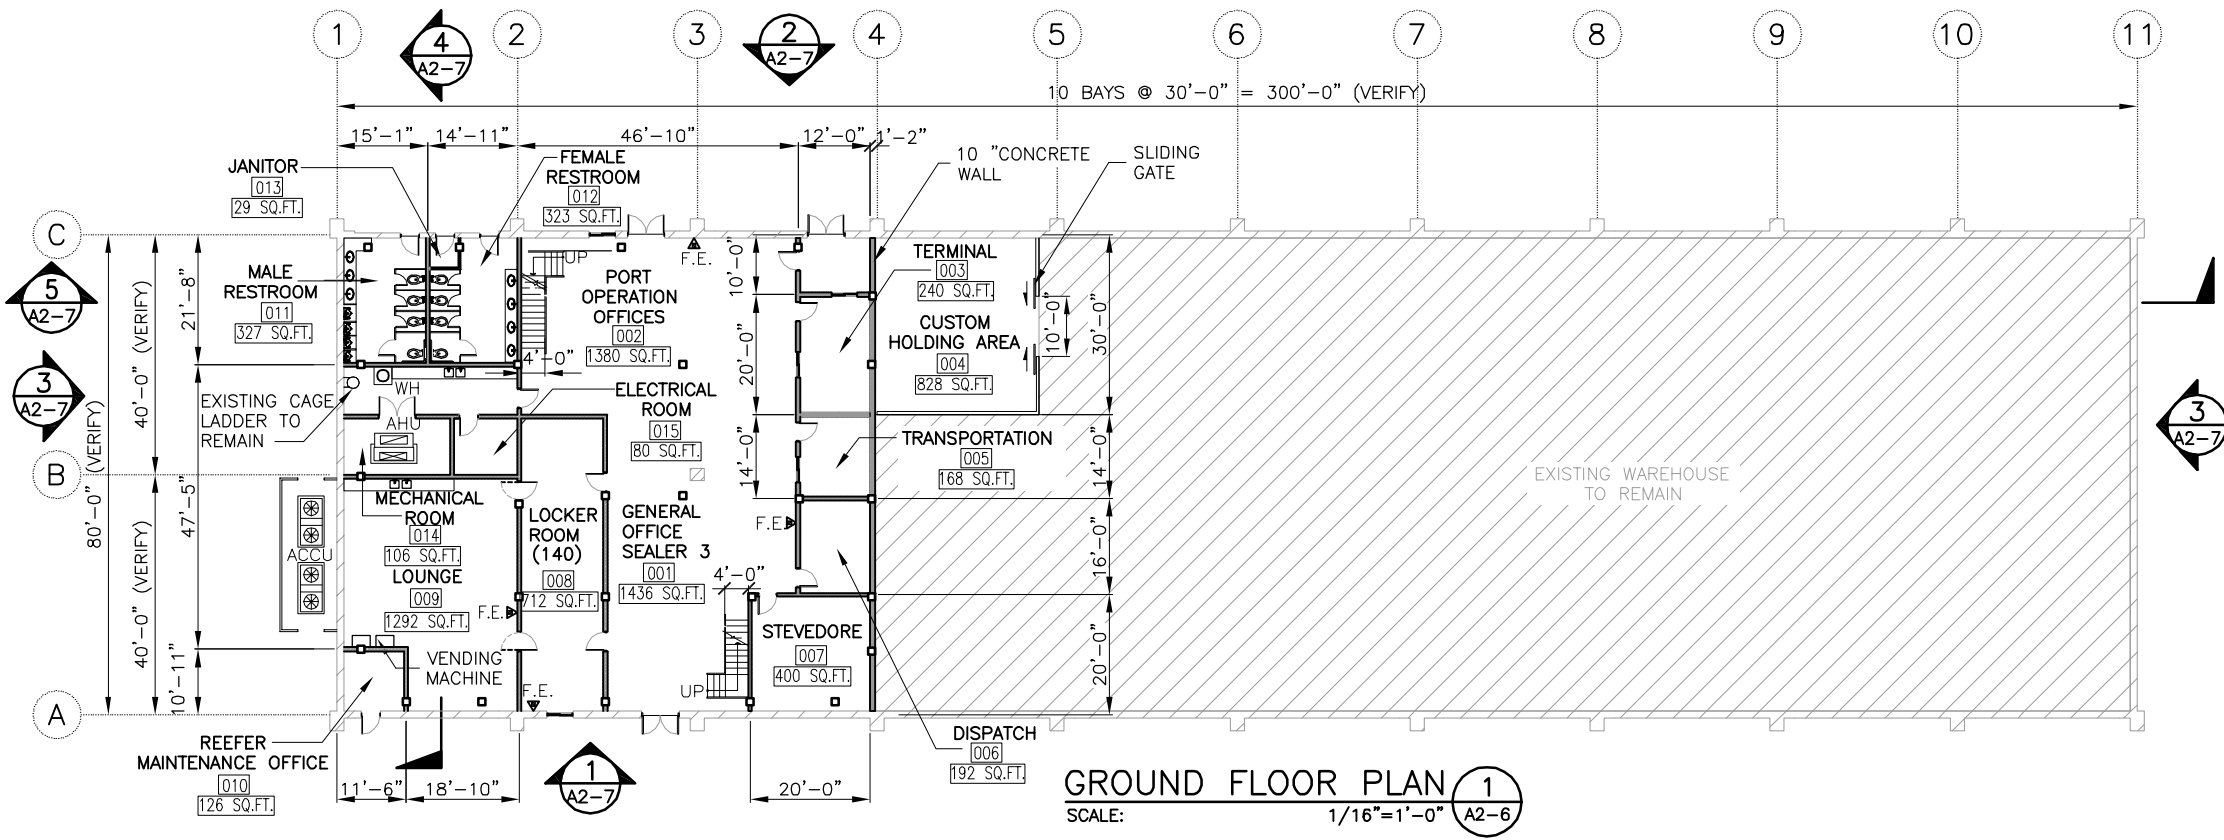 1
2
3
4
5
6
7
8
9
10
11
4
A2-7
2
A2-7
10 BAYS @ 30'-0" = 300'-0" (VERIFY)
15'-1"
14'-11"
46'-10"
12'-0"
1'-2"
JANITOR
013
29 SQ.FT.
FEMALE
RESTROOM
012
323 SQ.FT.
10 "CONCRETE
WALL
SLIDING
GATE
C
B
A
5
A2-7
3
A2-7
80'-0" (VERIFY)
40'-0" (VERIFY)
40'-0" (VERIFY)
21'-8"
47'-5"
10'-11"
MALE
RESTROOM
011
327 SQ.FT.
EXISTING CAGE
LADDER TO
REMAIN
WH
AHU
UP
F.E.
PORT
OPERATION
OFFICES
002
1380 SQ.FT.
4'-0"
ELECTRICAL
ROOM
015
80 SQ.FT.
10'-0"
20'-0"
14'-0"
TERMINAL
003
240 SQ.FT.
CUSTOM
HOLDING AREA
004
828 SQ.FT.
10'-0"
30'-0"
14'-0"
16'-0"
20'-0"
TRANSPORTATION
005
168 SQ.FT.
EXISTING WAREHOUSE
TO REMAIN
3
A2-7
ACCU
MECHANICAL
ROOM
014
106 SQ.FT.
LOUNGE
009
1292 SQ.FT.
F.E.
LOCKER
ROOM
(140)
008
712 SQ.FT.
GENERAL
OFFICE
SEALER 3
001
1436 SQ.FT.
F.E.
4'-0"
UP
STEVEDORE
007
400 SQ.FT.
VENDING
MACHINE
F.E.
REEFER
MAINTENANCE OFFICE
010
126 SQ.FT.
11'-6"
18'-10"
1
A2-7
20'-0"
DISPATCH
006
192 SQ.FT.
GROUND FLOOR PLAN
SCALE: 1/16"=1'-0"
1
A2-6